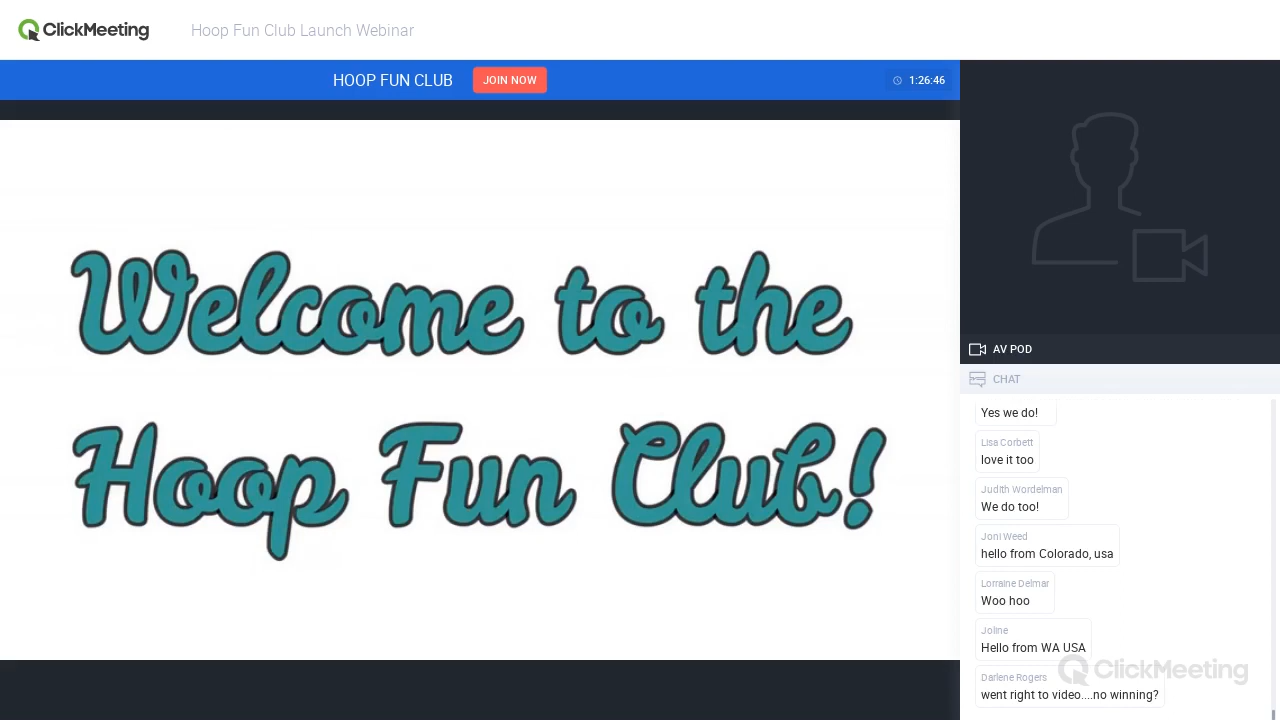 ClickMeeting
Hoop Fun Club Launch Webinar
HOOP FUN CLUB
JOIN NOW
1:26:46
Welcome to the
Hoop Fun Club!
AV POD
CHAT
Yes we do!
Lisa Corbett
love it too
Judith Wordelman
We do too!
Joni Weed
hello from Colorado, usa
Lorraine Delmar
Woo hoo
Joline
Hello from WA USA
ClickMeeting
Darlene Rogers
went right to video....no winning?